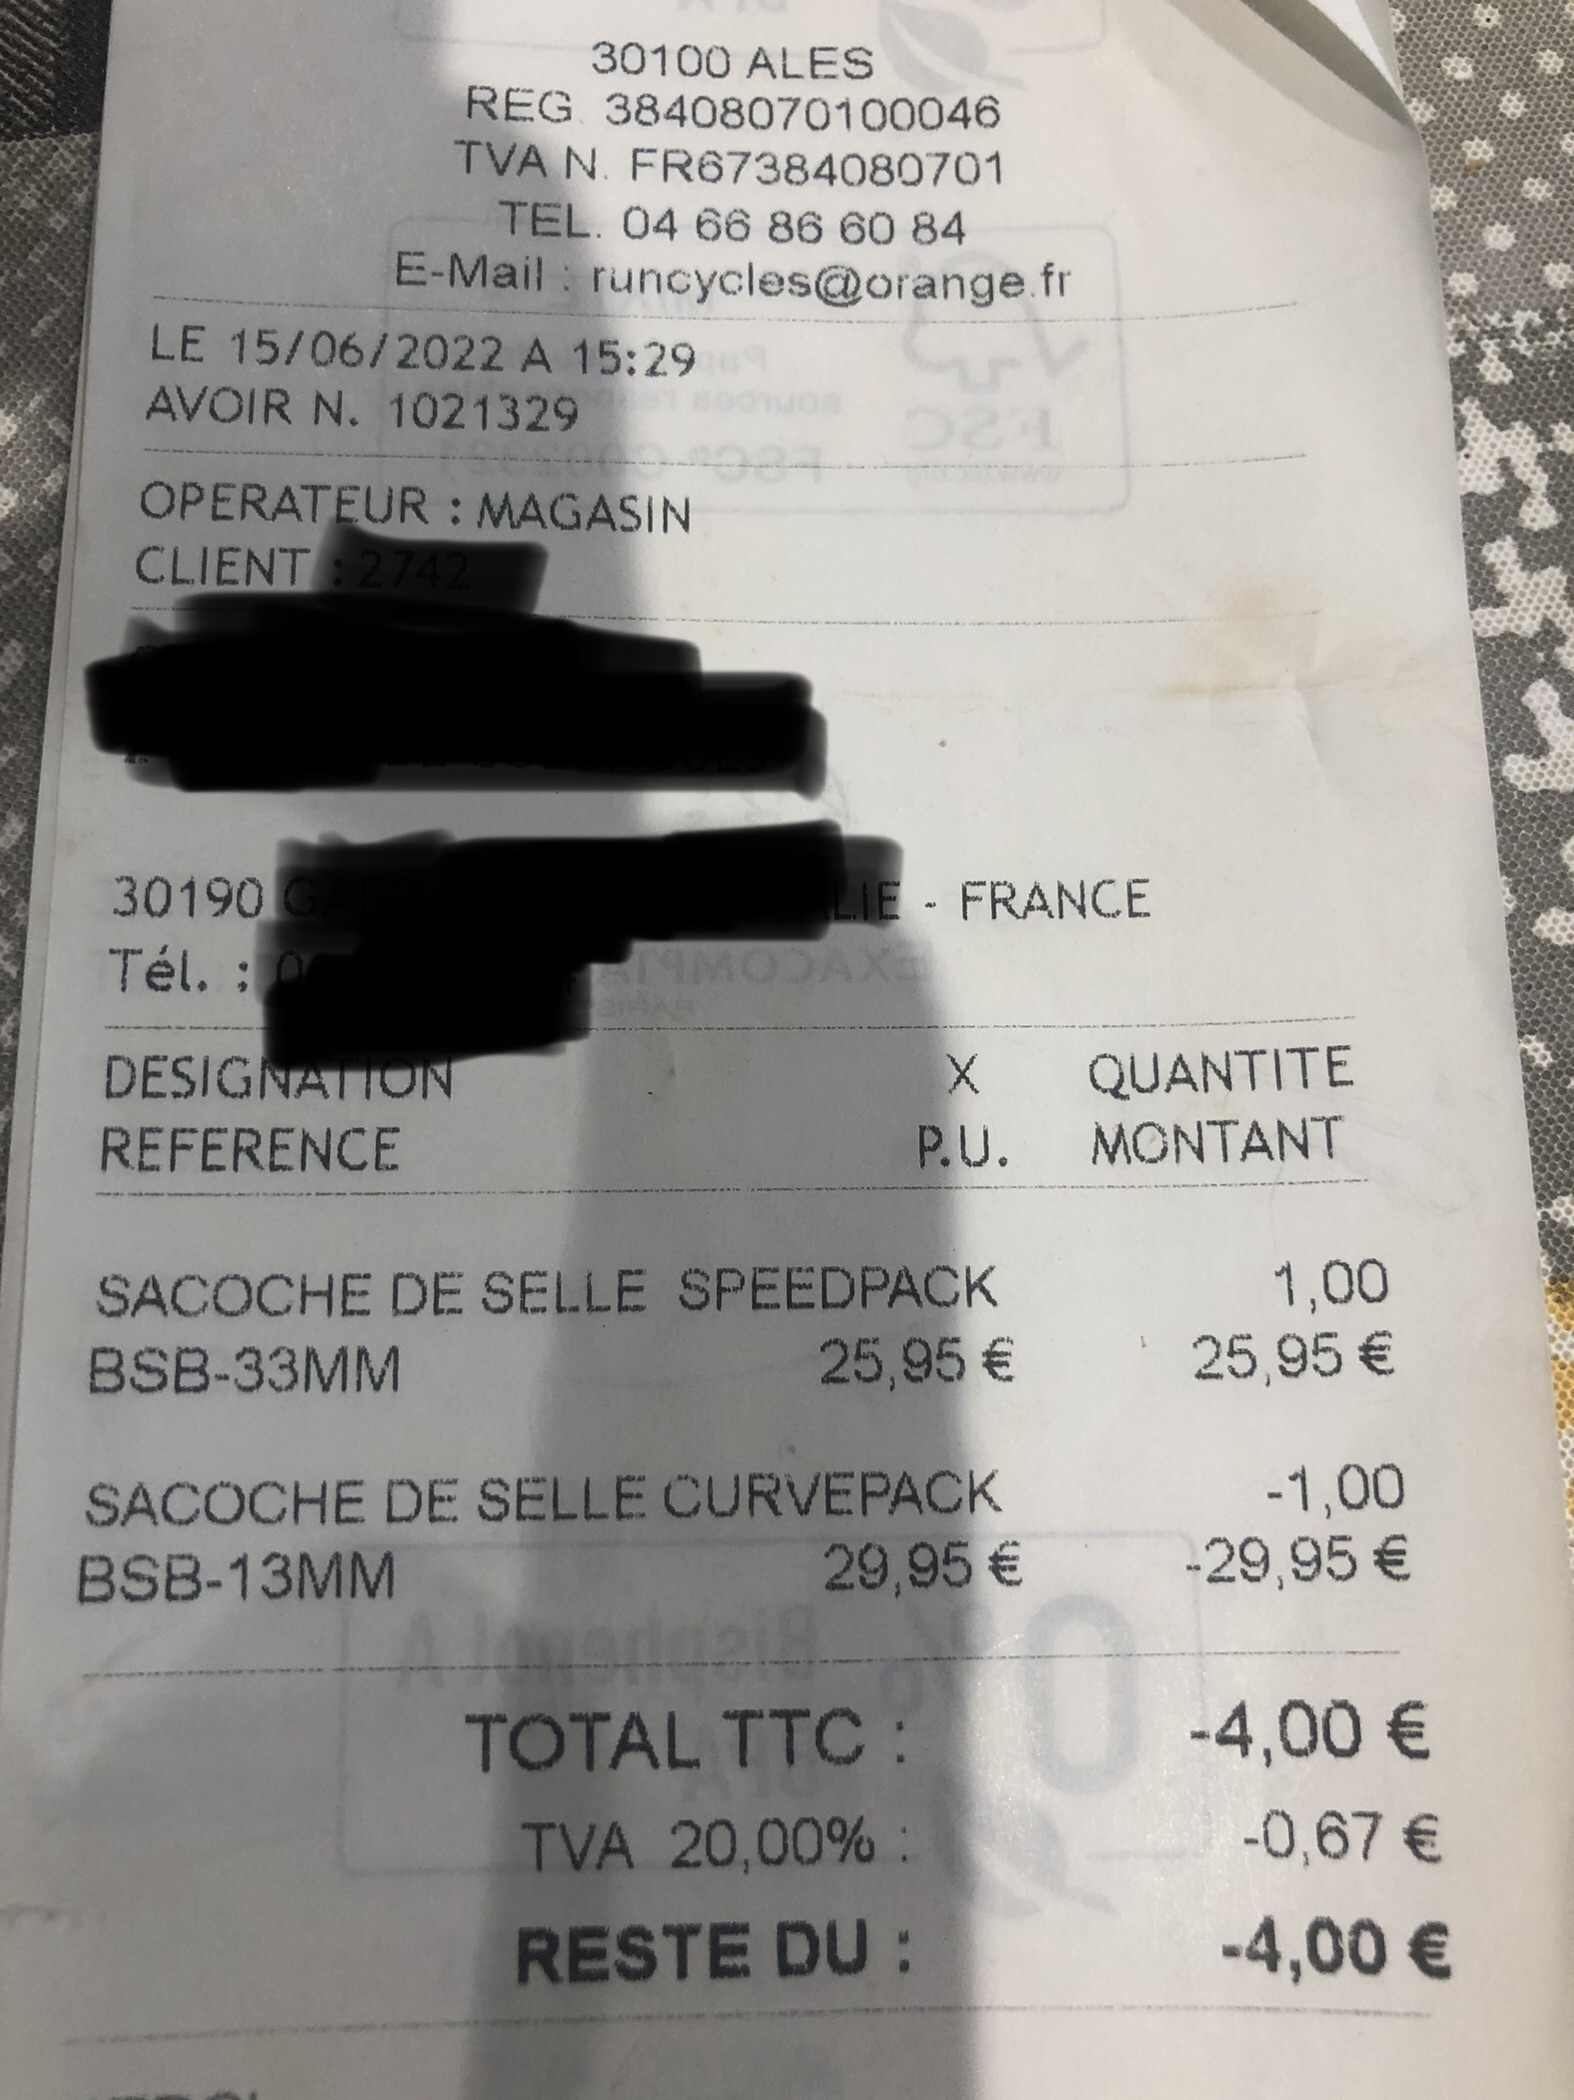 30100 ALES
REG. 38408070100046
TVA N. FR67384080701
TEL. 04 66 86 60 84
E-Mail : runcycles@orange.fr
LE 15/06/2022 A 15:29
AVOIR N. 1021329
OPERATEUR : MAGASIN
CLIENT :
30190 - FRANCE
Tél. :
DESIGNATION X QUANTITE
REFERENCE P.U. MONTANT
SACOCHE DE SELLE SPEEDPACK 1,00
BSB-33MM 25,95 € 25,95 €
SACOCHE DE SELLE CURVEPACK -1,00
BSB-13MM 29,95 € -29,95 €
TOTAL TTC : -4,00 €
TVA 20,00% : -0,67 €
RESTE DU : -4,00 €